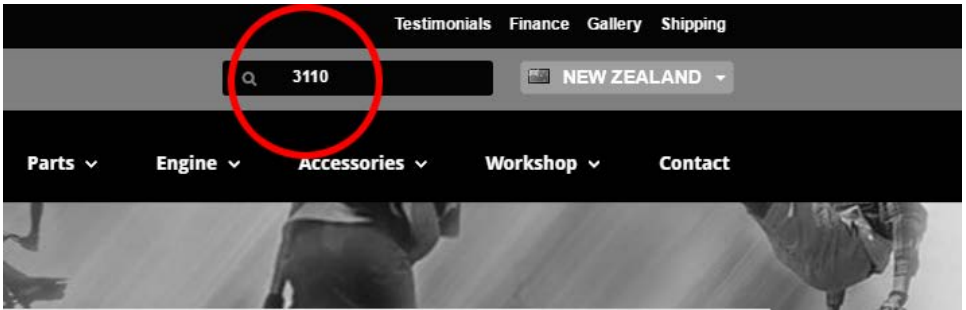 Testimonials Finance Gallery Shipping
3110 NEW ZEALAND
Parts Engine Accessories Workshop Contact